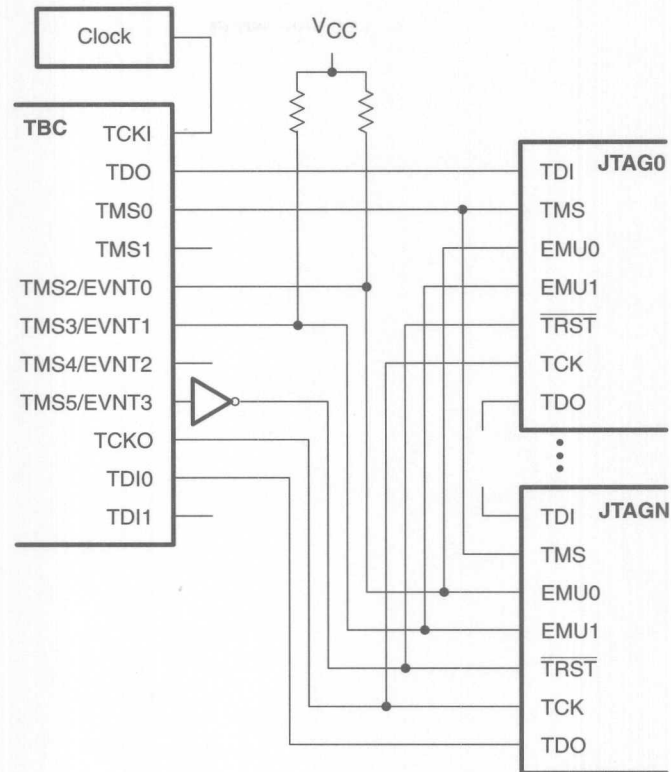 Clock
VCC
TBC
TCKI
TDO
TMS0
TMS1
TMS2/EVNT0
TMS3/EVNT1
TMS4/EVNT2
TMS5/EVNT3
TCKO
TDI0
TDI1
JTAG0
TDI
TMS
EMU0
EMU1
TRST
TCK
TDO
JTAGN
TDI
TMS
EMU0
EMU1
TRST
TCK
TDO